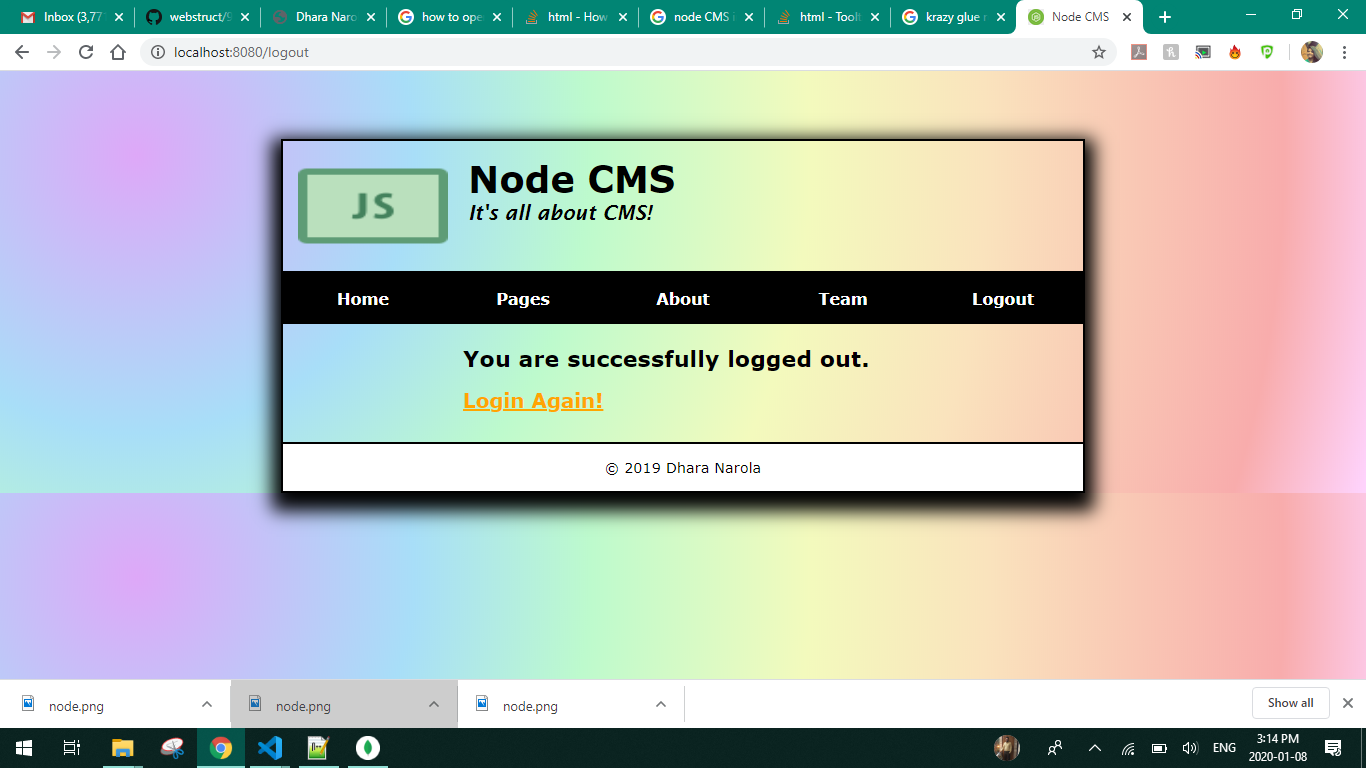 Inbox (3,77
webstruct/9
Dhara Naro
how to ope
html - How
node CMS
html - Toolt
krazy glue r
Node CMS
localhost:8080/logout
JS
Node CMS
It's all about CMS!
Home Pages About Team Logout
You are successfully logged out.
Login Again!
© 2019 Dhara Narola
node.png
node.png
node.png
Show all
ENG
3:14 PM
2020-01-08